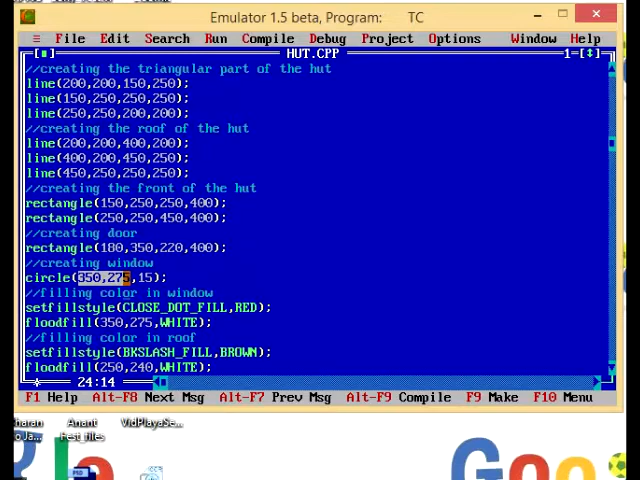 Emulator 1.5 beta, Program: TC
≡ File Edit Search Run Compile Debug Project Options Window Help
[■] HUT.CPP 1=[↕]
//creating the triangular part of the hut
line(200,200,150,250);
line(150,250,250,250);
line(250,250,200,200);
//creating the roof of the hut
line(200,200,400,200);
line(400,200,450,250);
line(450,250,250,250);
//creating the front of the hut
rectangle(150,250,250,400);
rectangle(250,250,450,400);
//creating door
rectangle(180,350,220,400);
//creating window
circle(350,275,15);
//filling color in window
setfillstyle(CLOSE_DOT_FILL,RED);
floodfill(350,275,WHITE);
//filling color in roof
setfillstyle(BKSLASH_FILL,BROWN);
floodfill(250,240,WHITE);
24:14
F1 Help Alt-F8 Next Msg Alt-F7 Prev Msg Alt-F9 Compile F9 Make F10 Menu
haran Anant VidPlayaSe...
o Ja... Fest_files
Goo